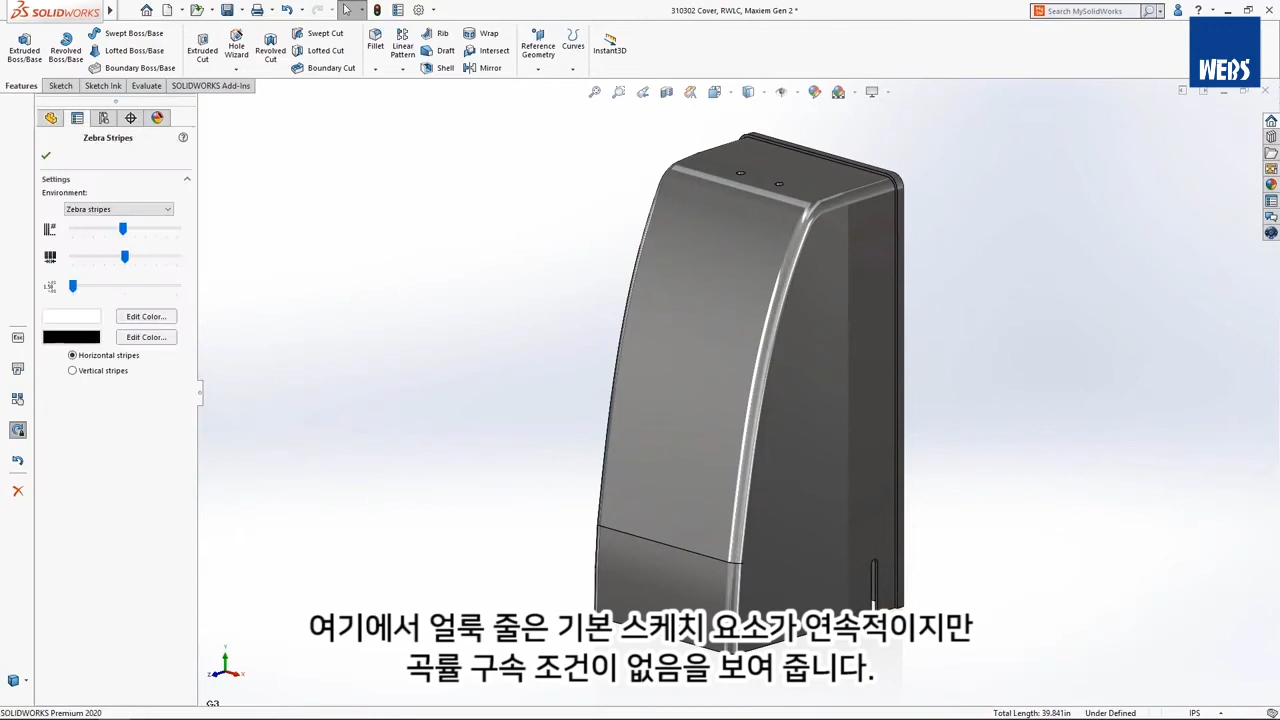 SOLIDWORKS
310302 Cover, RWLC, Maxiem Gen 2 *
Search MySolidWorks
Extruded Boss/Base
Revolved Boss/Base
Swept Boss/Base
Lofted Boss/Base
Boundary Boss/Base
Extruded Cut
Hole Wizard
Revolved Cut
Swept Cut
Lofted Cut
Boundary Cut
Fillet
Linear Pattern
Rib
Draft
Shell
Wrap
Intersect
Mirror
Reference Geometry
Curves
Instant3D
WEBS
Features
Sketch
Sketch Ink
Evaluate
SOLIDWORKS Add-Ins
Zebra Stripes
Settings
Environment:
Zebra stripes
Edit Color...
Edit Color...
Horizontal stripes
Vertical stripes
Esc
여기에서 얼룩 줄은 기본 스케치 요소가 연속적이지만
곡률 구속 조건이 없음을 보여 줍니다.
Y
Z
X
SOLIDWORKS Premium 2020
Total Length: 39.841in
Under Defined
IPS